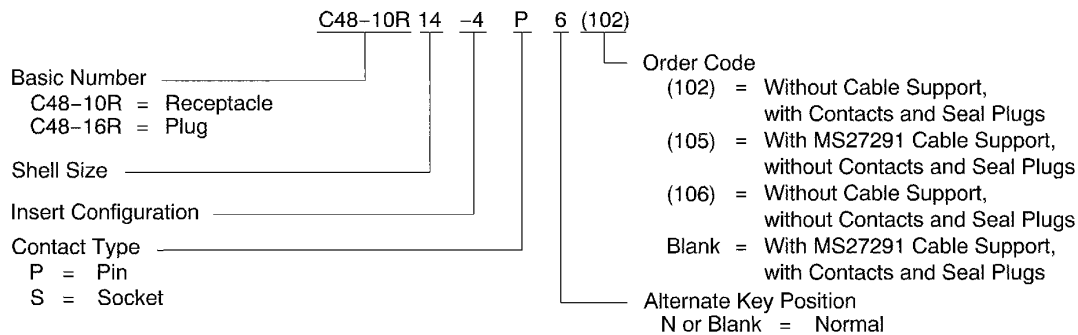 C48–10R 14 –4 P 6 (102)
Basic Number
C48–10R = Receptacle
C48–16R = Plug
Shell Size
Insert Configuration
Contact Type
P = Pin
S = Socket
Order Code
(102) = Without Cable Support,
with Contacts and Seal Plugs
(105) = With MS27291 Cable Support,
without Contacts and Seal Plugs
(106) = Without Cable Support,
without Contacts and Seal Plugs
Blank = With MS27291 Cable Support,
with Contacts and Seal Plugs
Alternate Key Position
N or Blank = Normal